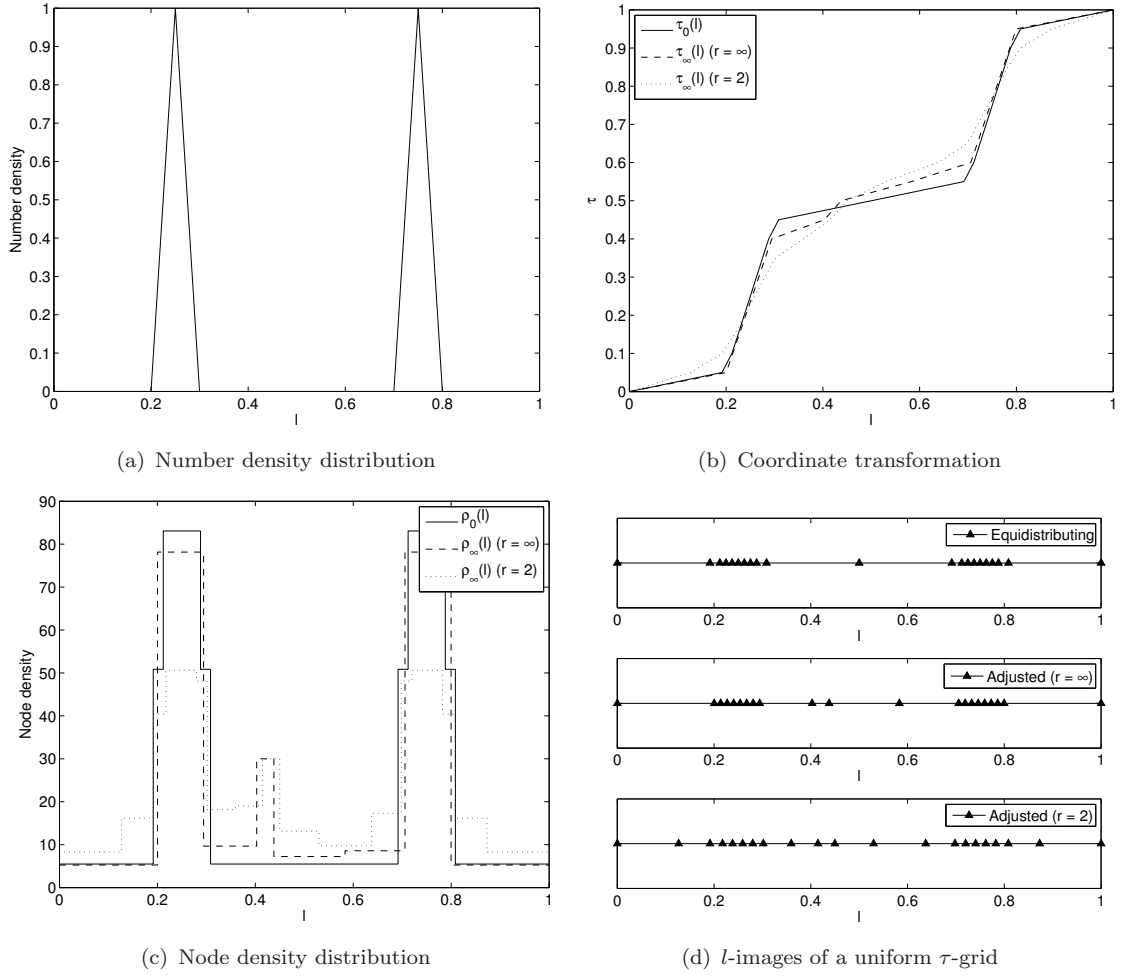 1
0.9
0.8
0.7
0.6
0.5
0.4
0.3
0.2
0.1
0
Number density
0 0.2 0.4 0.6 0.8 1
l
(a) Number density distribution
1
0.9
0.8
0.7
0.6
0.5
0.4
0.3
0.2
0.1
0
τ
τ0(l)
τ∞(l) (r = ∞)
τ∞(l) (r = 2)
0 0.2 0.4 0.6 0.8 1
l
(b) Coordinate transformation
90
80
70
60
50
40
30
20
10
0
Node density
ρ0(l)
ρ∞(l) (r = ∞)
ρ∞(l) (r = 2)
0 0.2 0.4 0.6 0.8 1
l
(c) Node density distribution
Equidistributing
0 0.2 0.4 0.6 0.8 1
l
Adjusted (r = ∞)
0 0.2 0.4 0.6 0.8 1
l
Adjusted (r = 2)
0 0.2 0.4 0.6 0.8 1
l
(d) l-images of a uniform τ-grid